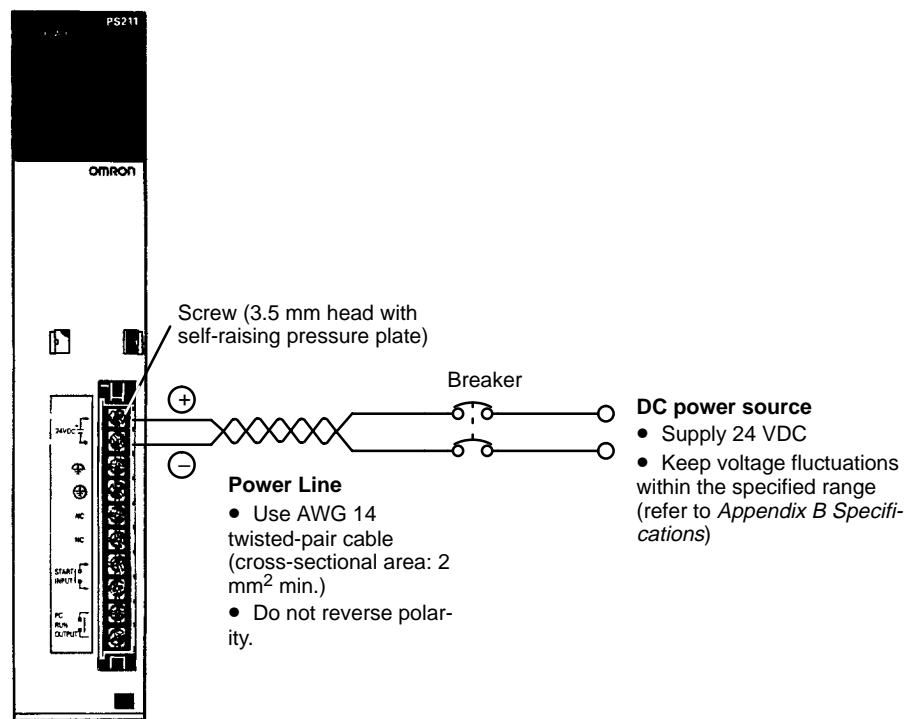 PS211
OMRON
Screw (3.5 mm head with
self-raising pressure plate)
Breaker
+
−
24VDC
NC
NC
START
INPUT
PC
RUN
OUTPUT
Power Line
• Use AWG 14
twisted-pair cable
(cross-sectional area: 2
mm2 min.)
• Do not reverse polar-
ity.
DC power source
• Supply 24 VDC
• Keep voltage fluctuations
within the specified range
(refer to Appendix B Specifi-
cations)